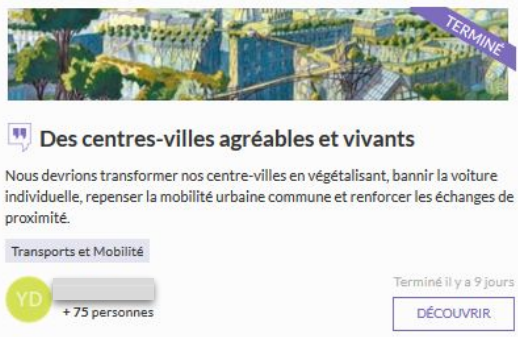 TERMINÉ
Des centres-villes agréables et vivants
Nous devrions transformer nos centre-villes en végétalisant, bannir la voiture
individuelle, repenser la mobilité urbaine commune et renforcer les échanges de
proximité.
Transports et Mobilité
YD
+ 75 personnes
Terminé il y a 9 jours
DÉCOUVRIR